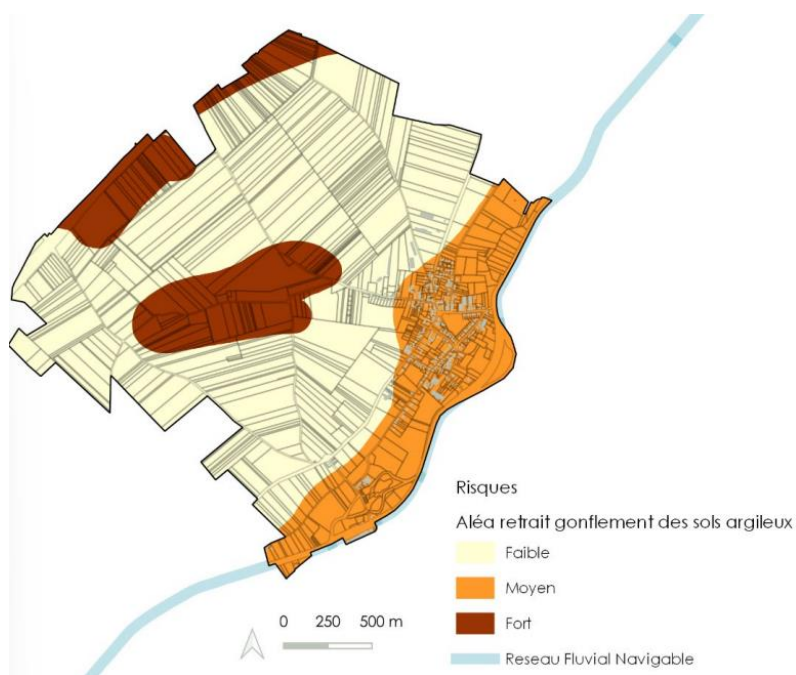 Risques
Aléa retrait gonflement des sols argileux
Faible
Moyen
Fort
Reseau Fluvial Navigable
0 250 500 m